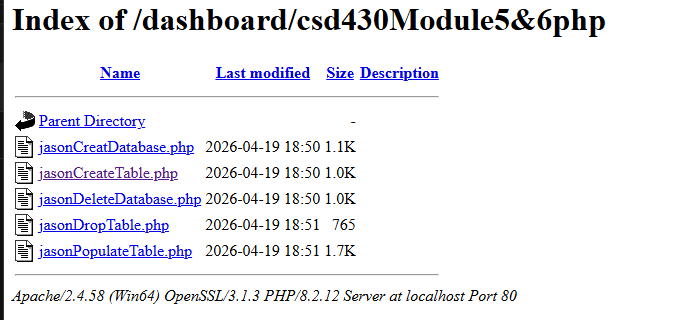 Index of /dashboard/csd430Module5&6php
Name Last modified Size Description
Parent Directory -
jasonCreatDatabase.php 2026-04-19 18:50 1.1K
jasonCreateTable.php 2026-04-19 18:50 1.0K
jasonDeleteDatabase.php 2026-04-19 18:50 1.0K
jasonDropTable.php 2026-04-19 18:51 765
jasonPopulateTable.php 2026-04-19 18:51 1.7K
Apache/2.4.58 (Win64) OpenSSL/3.1.3 PHP/8.2.12 Server at localhost Port 80